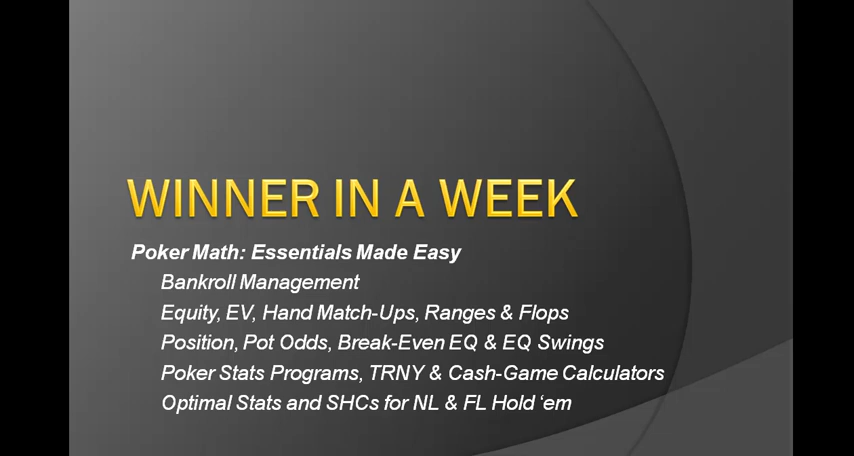 WINNER IN A WEEK
Poker Math: Essentials Made Easy
Bankroll Management
Equity, EV, Hand Match-Ups, Ranges & Flops
Position, Pot Odds, Break-Even EQ & EQ Swings
Poker Stats Programs, TRNY & Cash-Game Calculators
Optimal Stats and SHCs for NL & FL Hold ‘em